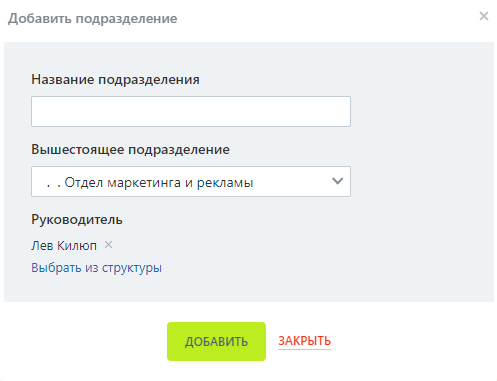 Добавить подразделение
Название подразделения
Вышестоящее подразделение
. . Отдел маркетинга и рекламы
Руководитель
Лев Килюп
Выбрать из структуры
ДОБАВИТЬ ЗАКРЫТЬ